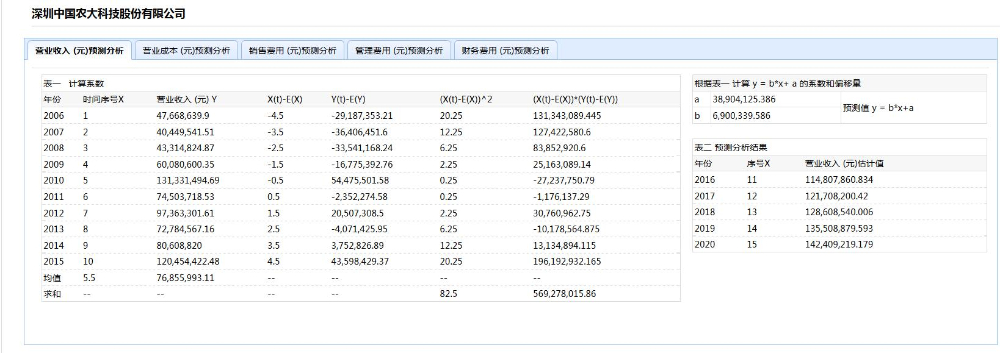 深圳中国农大科技股份有限公司
营业收入 (元)预测分析 营业成本 (元)预测分析 销售费用 (元)预测分析 管理费用 (元)预测分析 财务费用 (元)预测分析
表一 计算系数
年份 时间序号X 营业收入 (元) Y X(t)-E(X) Y(t)-E(Y) (X(t)-E(X))^2 (X(t)-E(X))*(Y(t)-E(Y))
2006 1 47,668,639.9 -4.5 -29,187,353.21 20.25 131,343,089.445
2007 2 40,449,541.51 -3.5 -36,406,451.6 12.25 127,422,580.6
2008 3 43,314,824.87 -2.5 -33,541,168.24 6.25 83,852,920.6
2009 4 60,080,600.35 -1.5 -16,775,392.76 2.25 25,163,089.14
2010 5 131,331,494.69 -0.5 54,475,501.58 0.25 -27,237,750.79
2011 6 74,503,718.53 0.5 -2,352,274.58 0.25 -1,176,137.29
2012 7 97,363,301.61 1.5 20,507,308.5 2.25 30,760,962.75
2013 8 72,784,567.16 2.5 -4,071,425.95 6.25 -10,178,564.875
2014 9 80,608,820 3.5 3,752,826.89 12.25 13,134,894.115
2015 10 120,454,422.48 4.5 43,598,429.37 20.25 196,192,932.165
均值 5.5 76,855,993.11 -- -- -- --
求和 -- -- -- -- 82.5 569,278,015.86
根据表一 计算 y = b*x+ a 的系数和偏移量
a 38,904,125.386
预测值 y = b*x+a
b 6,900,339.586
表二 预测分析结果
年份 序号X 营业收入 (元)估计值
2016 11 114,807,860.834
2017 12 121,708,200.42
2018 13 128,608,540.006
2019 14 135,508,879.593
2020 15 142,409,219.179